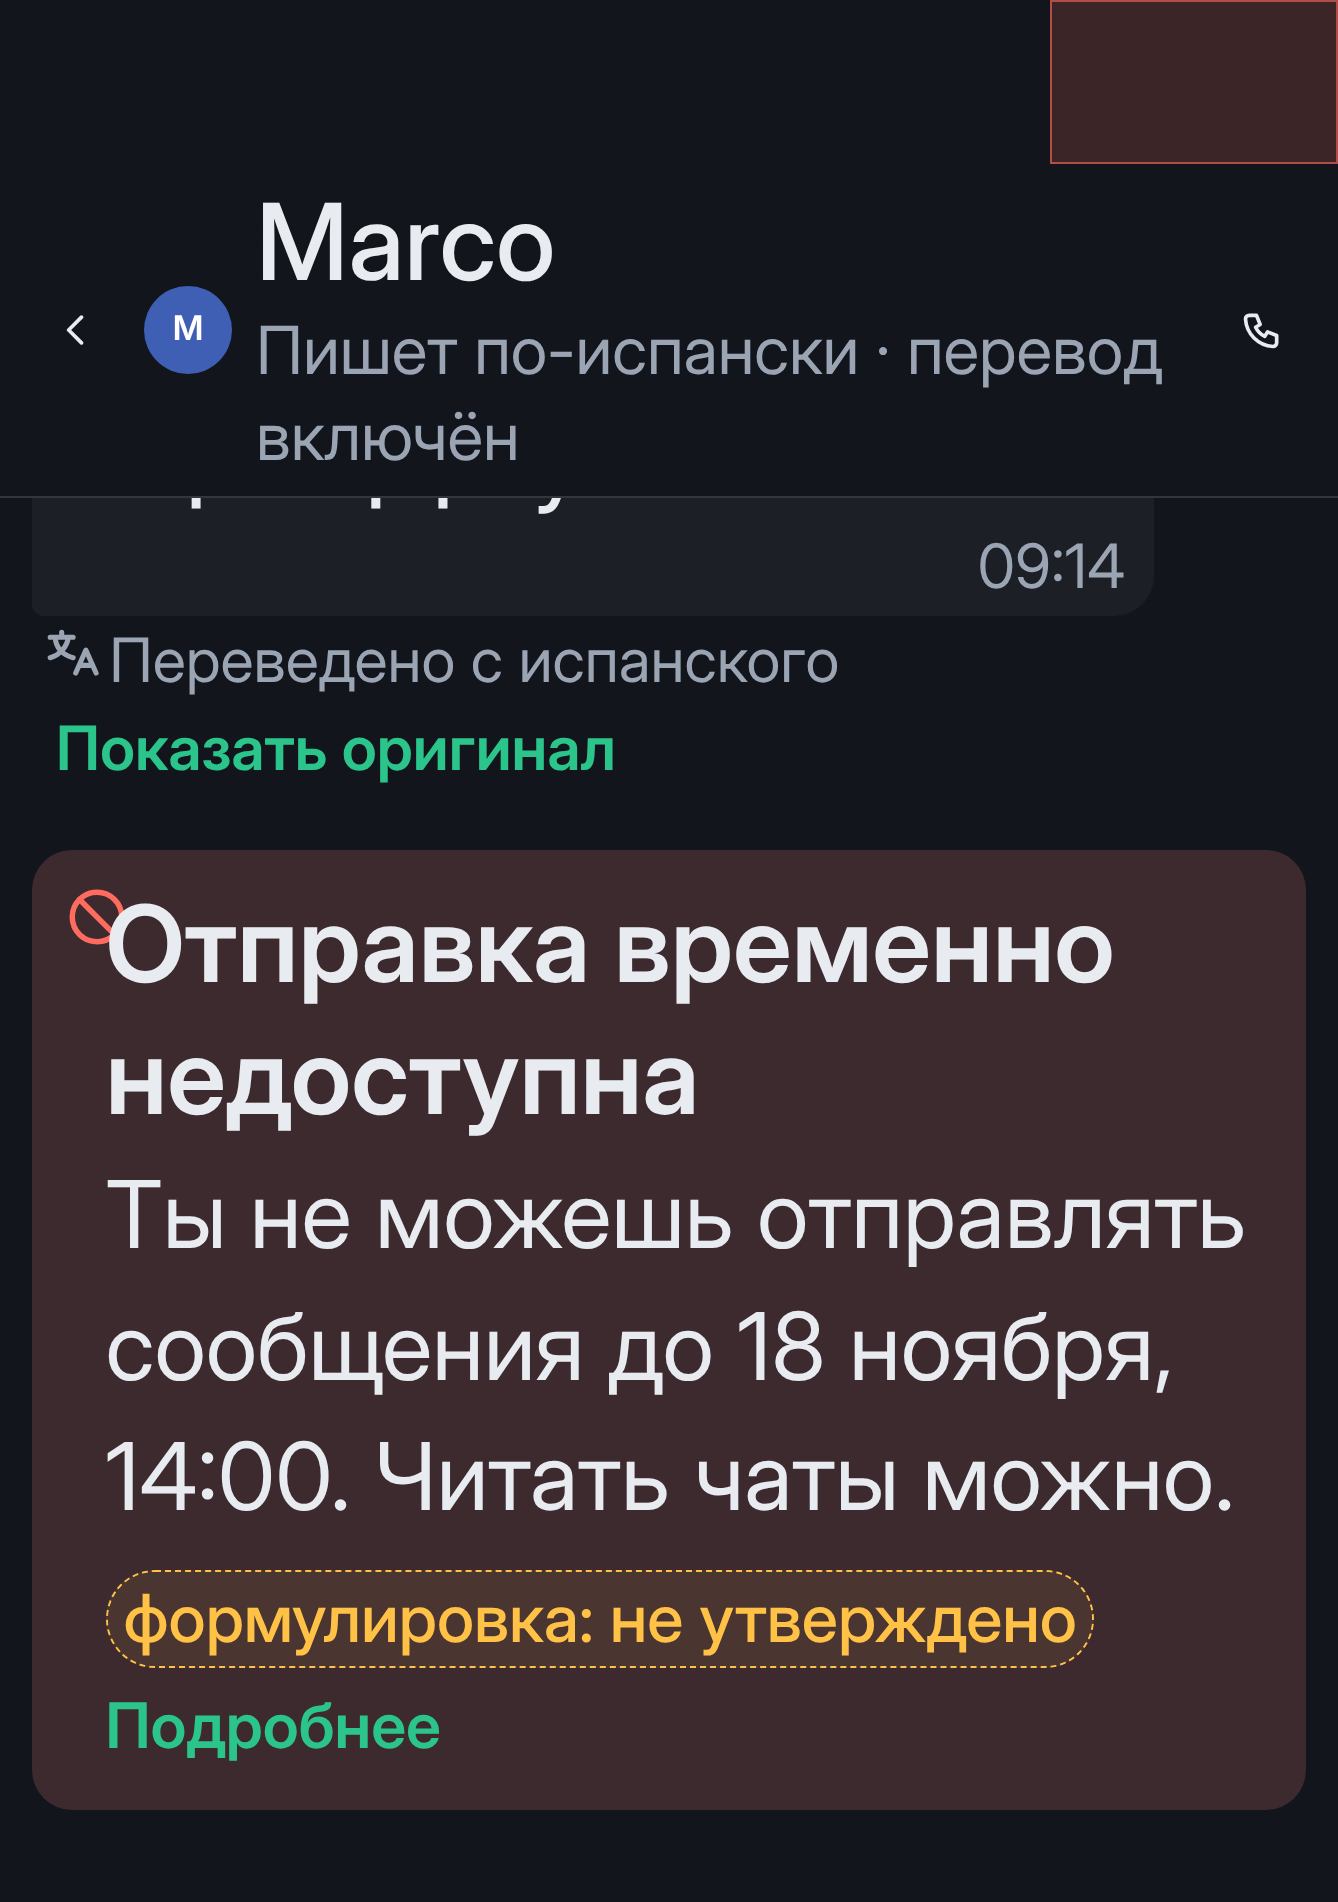 Marco
M
Пишет по-испански · перевод
включён
09:14
Переведено с испанского
Показать оригинал
Отправка временно
недоступна
Ты не можешь отправлять
сообщения до 18 ноября,
14:00. Читать чаты можно.
формулировка: не утверждено
Подробнее